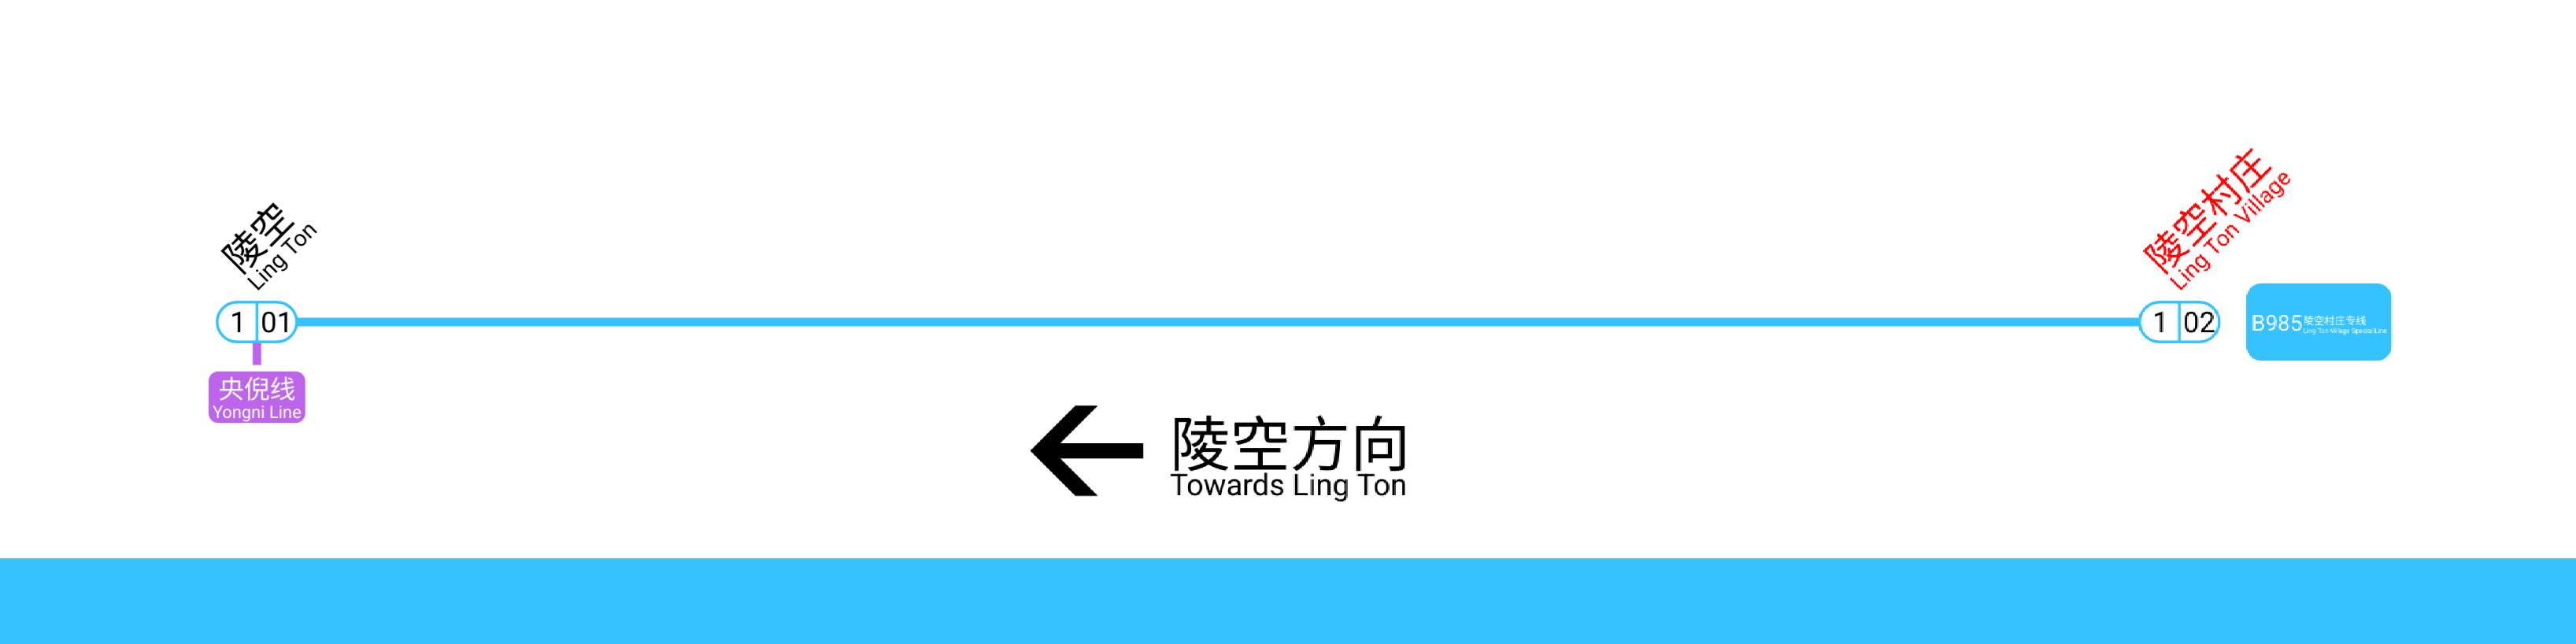 陵空
Ling Ton
1 01
央倪线
Yongni Line
陵空村庄
Ling Ton Village
1 02
B985
陵空村庄专线
Ling Ton Village Special Line
陵空方向
Towards Ling Ton